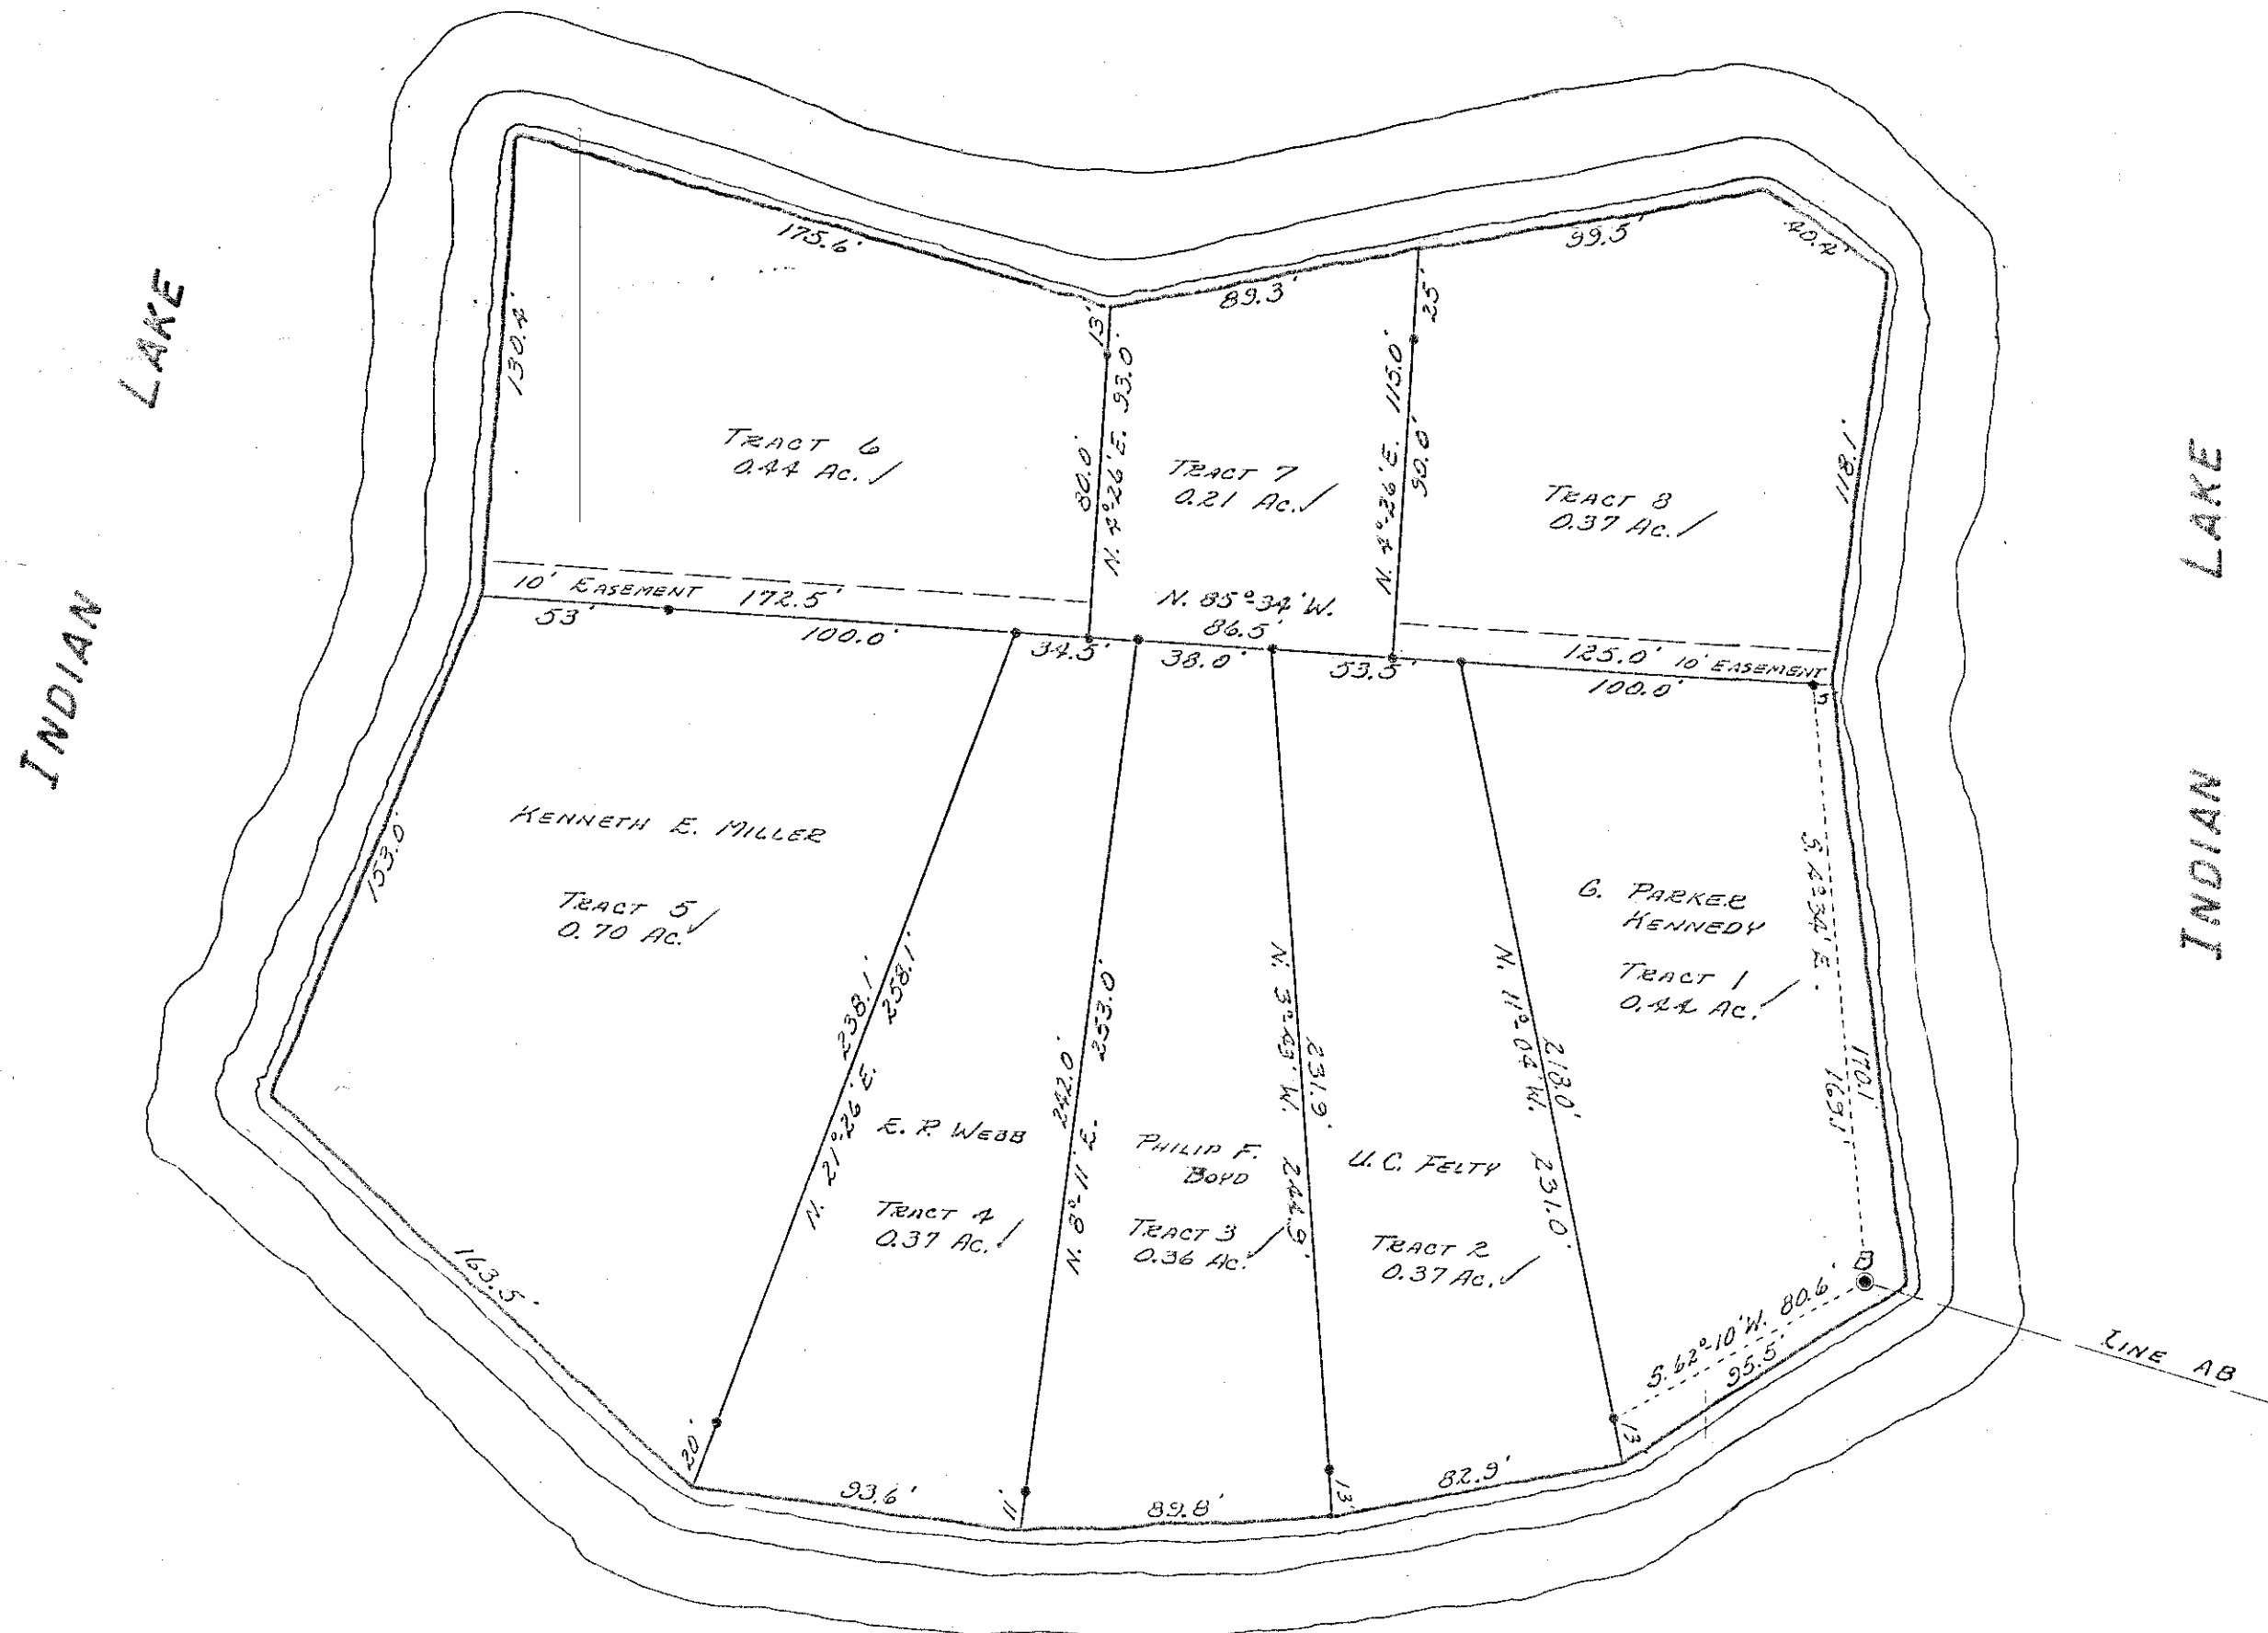 LAKE
INDIAN
LAKE
INDIAN
175.6'
89.3'
99.5'
40.4'
130.4'
13'
25'
80.0'
N. 4°-26' E. 93.0'
N. 4°-26' E. 115.0'
90.0'
118.1'
TRACT 6
0.44 AC.
TRACT 7
0.21 AC.
TRACT 8
0.37 AC.
10' EASEMENT
172.5'
N. 85°-34' W.
86.5'
125.0'
10' EASEMENT
53'
100.0'
34.5'
38.0'
53.5'
100.0'
153.0'
KENNETH E. MILLER
TRACT 5
0.70 AC.
238.1'
N. 21°-26' E. 258.1'
E. P. WEBB
TRACT 4
0.37 AC.
242.0'
N. 8°-11' E. 253.0'
PHILIP F.
BOYD
TRACT 3
0.36 AC.
231.9'
N. 3°-43' W. 244.9'
U. C. FELTY
TRACT 2
0.37 AC.
218.0'
N. 11°-04' W. 231.0'
G. PARKER
KENNEDY
TRACT 1
0.44 AC.
S. 4°-34' E.
169.1'
170.1'
B
S. 62°-10' W. 80.6'
95.5'
LINE AB
163.5'
20'
93.6'
11'
89.8'
13'
82.9'
13'